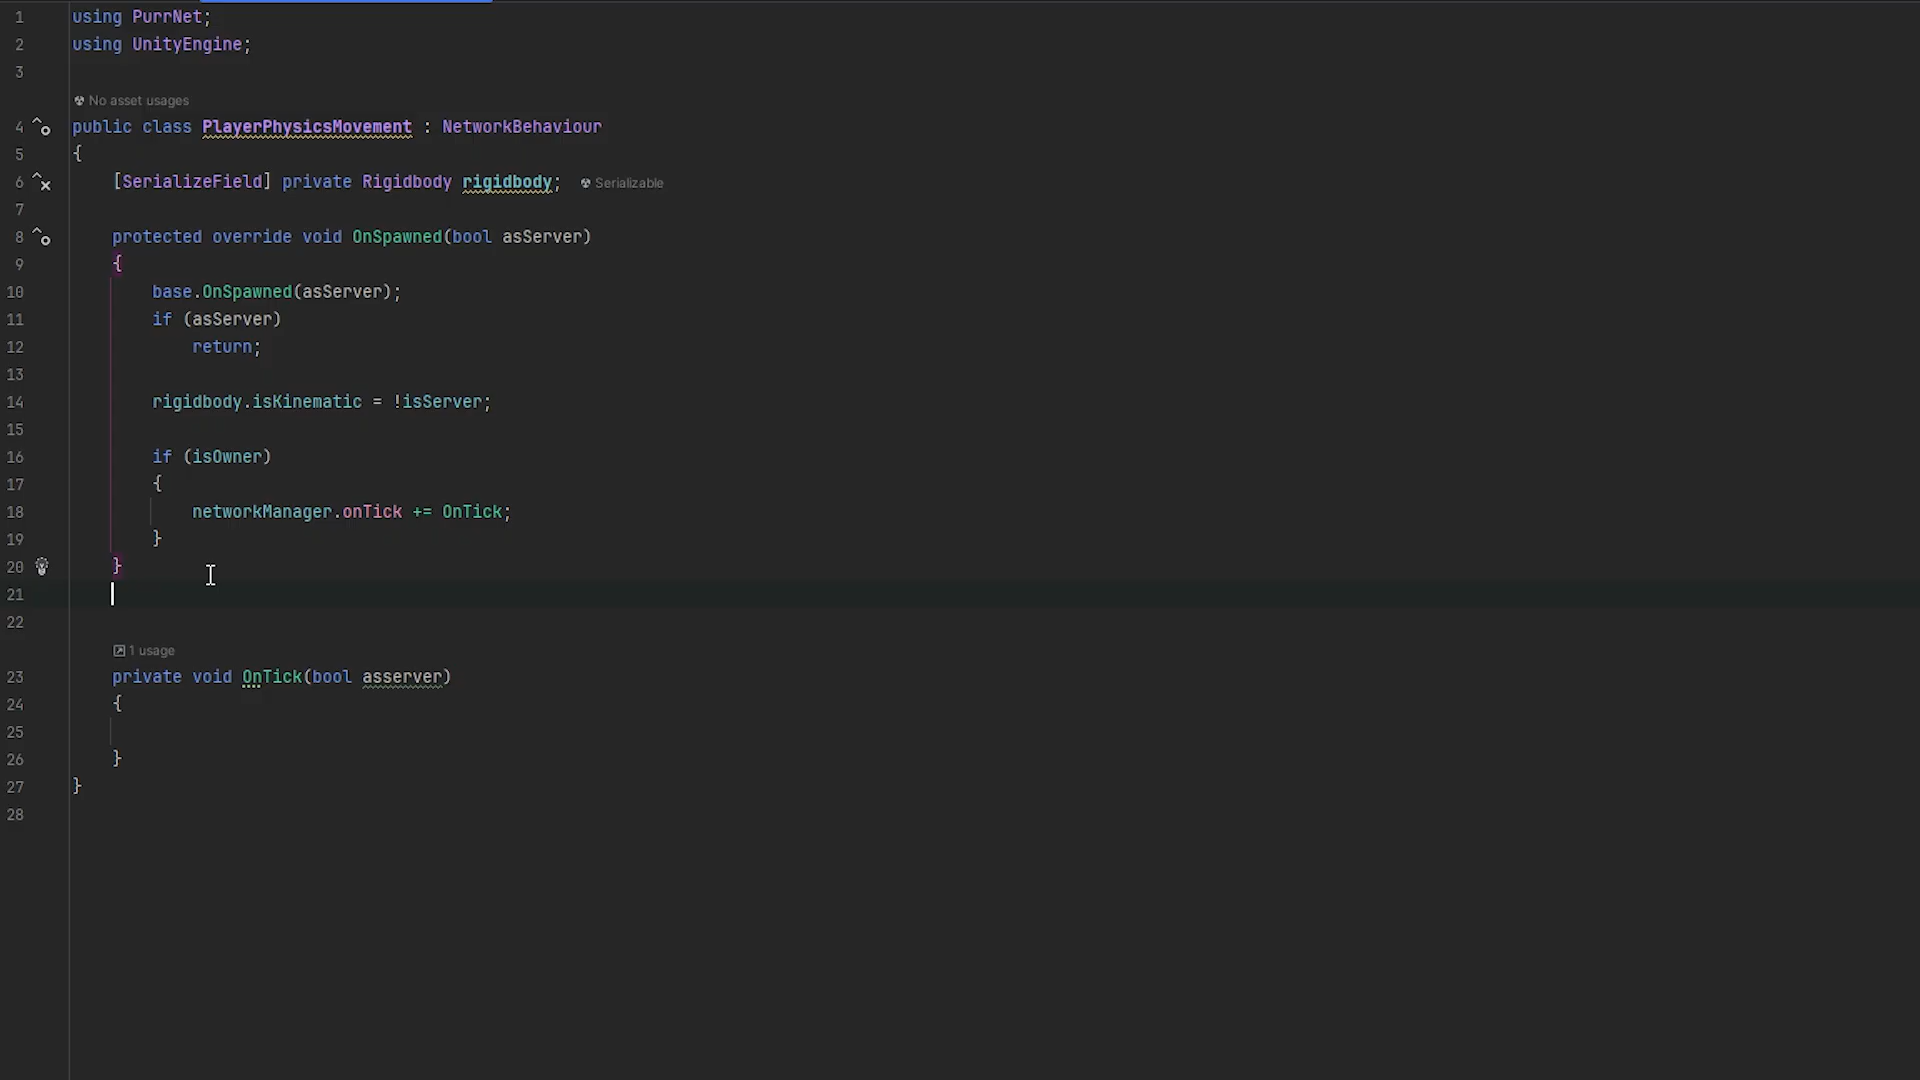 1 using PurrNet;
2 using UnityEngine;
3
No asset usages
4 public class PlayerPhysicsMovement : NetworkBehaviour
5 {
6 [SerializeField] private Rigidbody rigidbody; Serializable
7
8 protected override void OnSpawned(bool asServer)
9 {
10 base.OnSpawned(asServer);
11 if (asServer)
12 return;
13
14 rigidbody.isKinematic = !isServer;
15
16 if (isOwner)
17 {
18 networkManager.onTick += OnTick;
19 }
20 }
21
22
1 usage
23 private void OnTick(bool asserver)
24 {
25
26 }
27 }
28